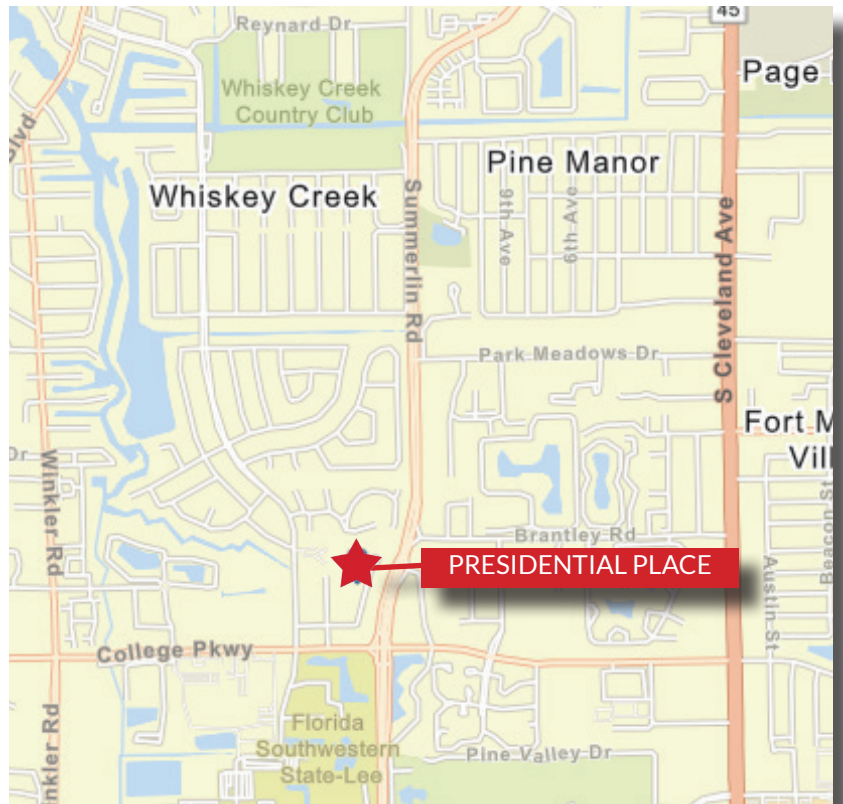 45
Reynard Dr
Whiskey Creek
Country Club
Page
Blvd
Pine Manor
Whiskey Creek
Summerlin Rd
9th Ave
6th Ave
S Cleveland Ave
Park Meadows Dr
Fort M
Vill
Dr
Winkler Rd
Brantley Rd
Beacon St
PRESIDENTIAL PLACE
Austin St
College Pkwy
nkler Rd
Florida
Southwestern
State-Lee
Pine Valley Dr